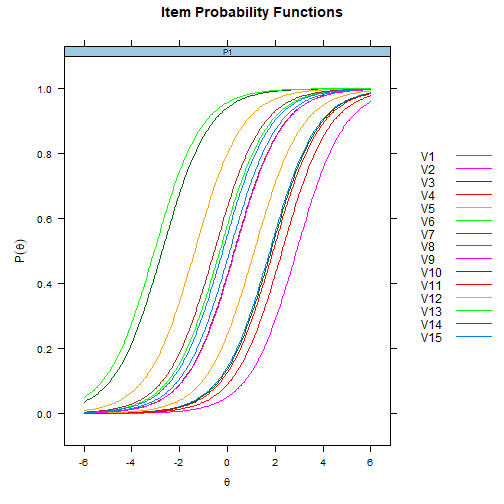 Item Probability Functions
P1
1.0
0.8
0.6
0.4
0.2
0.0
P(θ)
-6 -4 -2 0 2 4 6
θ
V1
V2
V3
V4
V5
V6
V7
V8
V9
V10
V11
V12
V13
V14
V15